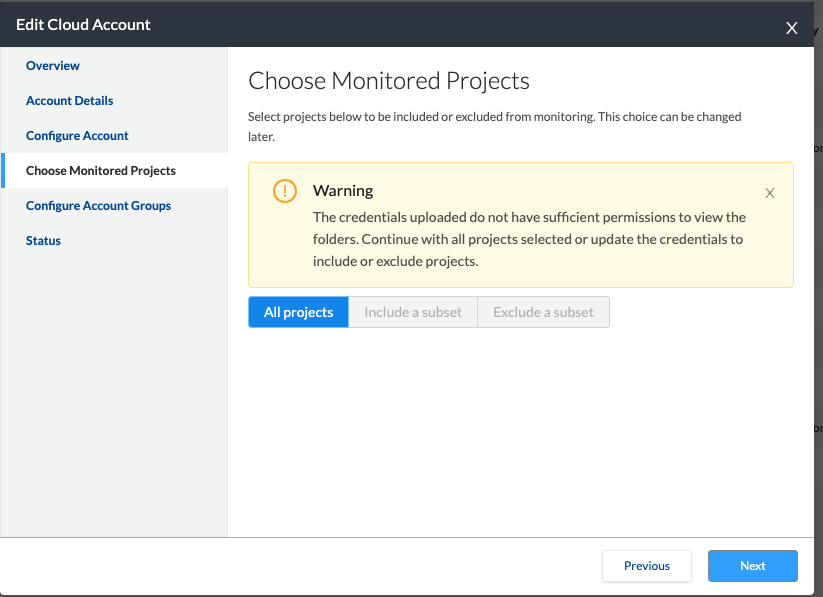 Edit Cloud Account
X
Overview
Account Details
Configure Account
Choose Monitored Projects
Configure Account Groups
Status
Choose Monitored Projects
Select projects below to be included or excluded from monitoring. This choice can be changed
later.
Warning
The credentials uploaded do not have sufficient permissions to view the
folders. Continue with all projects selected or update the credentials to
include or exclude projects.
All projects
Include a subset
Exclude a subset
Previous
Next